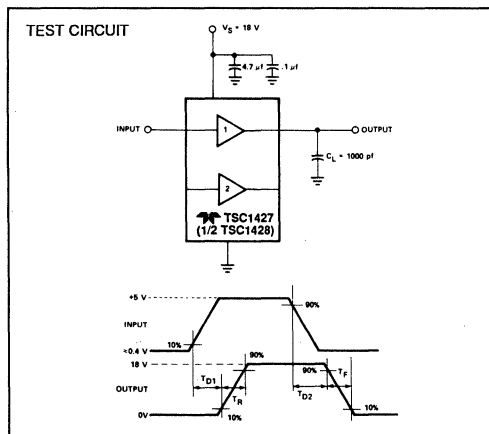 TEST CIRCUIT
V_S = 18 V
4.7 µf .1 µf
INPUT 1 OUTPUT
C_L = 1000 pf
2
TSC1427
(1/2 TSC1428)
+5 V
90%
INPUT
10%
≈0.4 V
18 V
90% 90%
T_D1 T_R T_D2 T_F
OUTPUT
0V
10% 10%